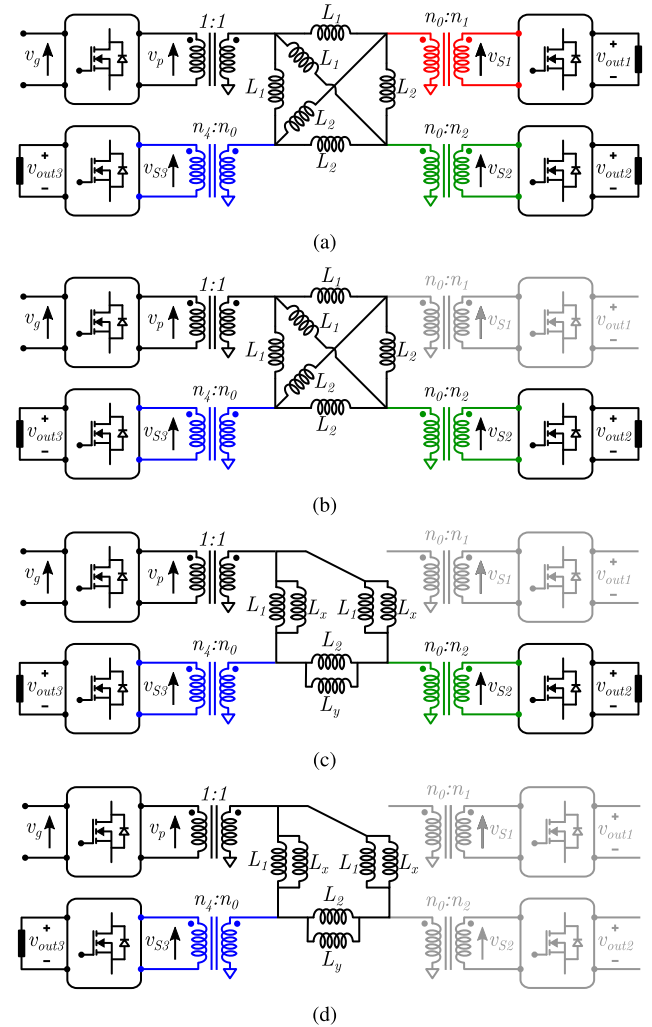 1:1 L1 n0:n1
vg vp L1 vS1 + vout1 −
L1 L2
n4:n0 L2 n0:n2
+ vout3 − vS3 L2 vS2 + vout2 −
(a)
1:1 L1 n0:n1
vg vp L1 vS1 + vout1 −
L1 L2
n4:n0 L2 n0:n2
+ vout3 − vS3 L2 vS2 + vout2 −
(b)
1:1 n0:n1
vg vp vS1 + vout1 −
L1 Lx L1 Lx
n4:n0 L2 n0:n2
+ vout3 − vS3 Ly vS2 + vout2 −
(c)
1:1 n0:n1
vg vp vS1 + vout1 −
L1 Lx L1 Lx
n4:n0 L2 n0:n2
+ vout3 − vS3 Ly vS2 + vout2 −
(d)